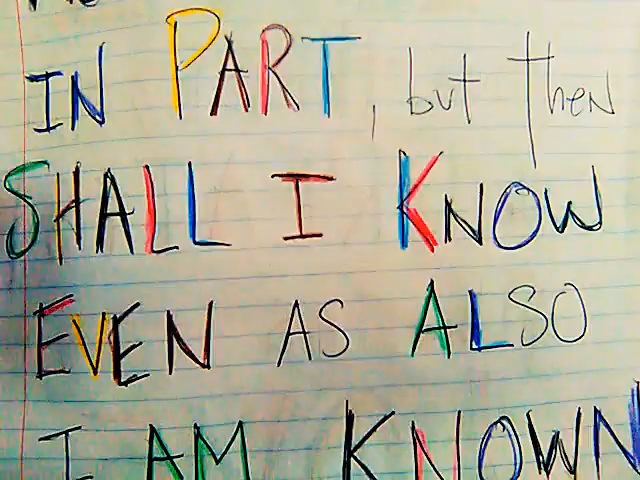 IN PART, but then
SHALL I KNOW
EVEN AS ALSO
I AM KNOWN